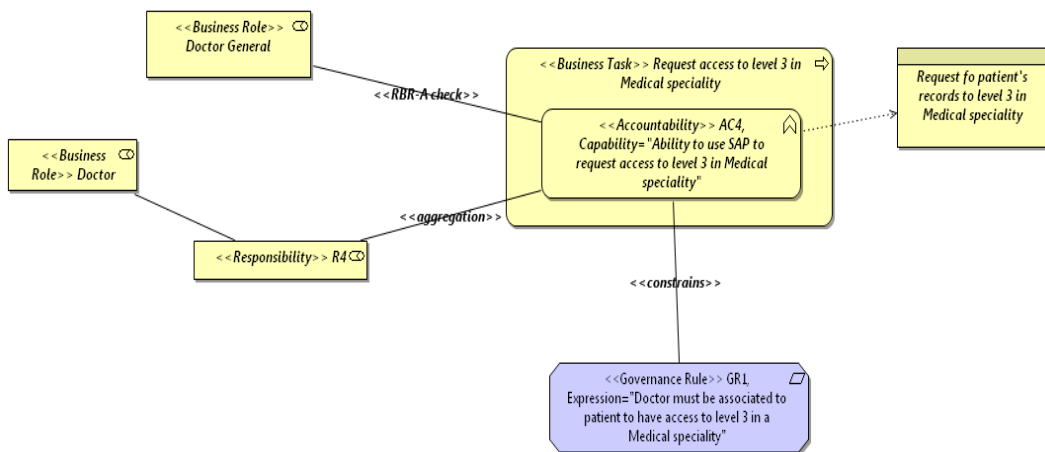 <<Business Role>>
Doctor General
<<Business Task>> Request access to level 3 in
Medical speciality
Request fo patient's
records to level 3 in
Medical speciality
<<RBR-A check>>
<<Accountability>> AC4,
Capability="Ability to use SAP to
request access to level 3 in Medical
speciality"
<<Business
Role>> Doctor
<<aggregation>>
<<Responsibility>> R4
<<constrains>>
<<Governance Rule>> GR1,
Expression="Doctor must be associated to
patient to have access to level 3 in a
Medical speciality"